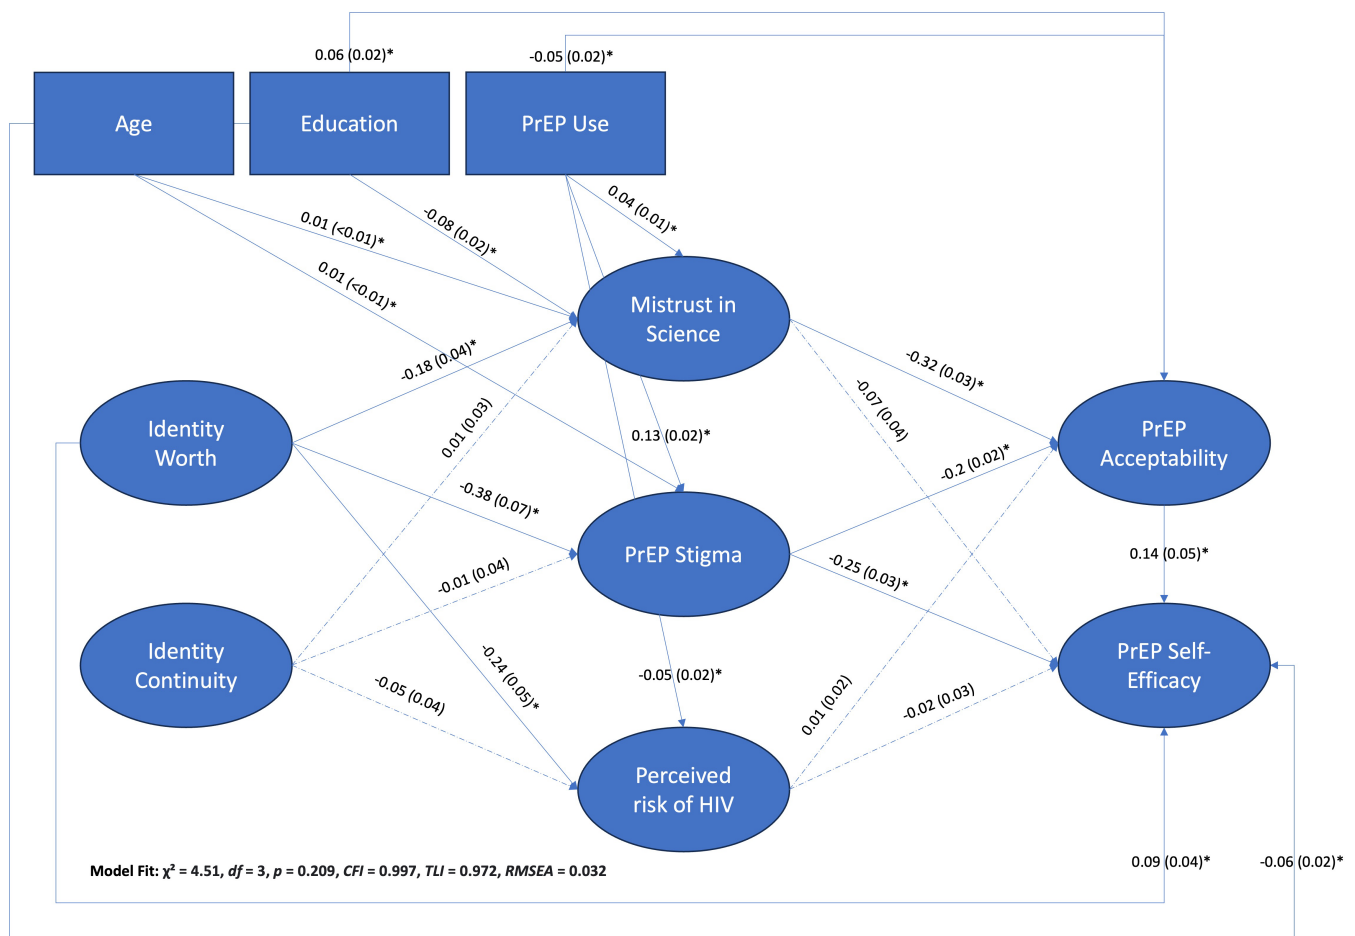 0.06 (0.02)*
-0.05 (0.02)*
Age
Education
PrEP Use
0.04 (0.01)*
-0.08 (0.02)*
0.01 (<0.01)*
0.01 (<0.01)*
Mistrust in
Science
-0.18 (0.04)*
-0.32 (0.03)*
-0.07 (0.04)
0.01 (0.03)
Identity
Worth
0.13 (0.02)*
PrEP
Acceptability
-0.2 (0.02)*
-0.38 (0.07)*
PrEP Stigma
0.14 (0.05)*
-0.01 (0.04)
-0.25 (0.03)*
Identity
Continuity
PrEP Self-
Efficacy
-0.24 (0.05)*
-0.05 (0.02)*
-0.05 (0.04)
0.01 (0.02)
-0.02 (0.03)
Perceived
risk of HIV
0.09 (0.04)*
-0.06 (0.02)*
Model Fit: χ² = 4.51, df = 3, p = 0.209, CFI = 0.997, TLI = 0.972, RMSEA = 0.032